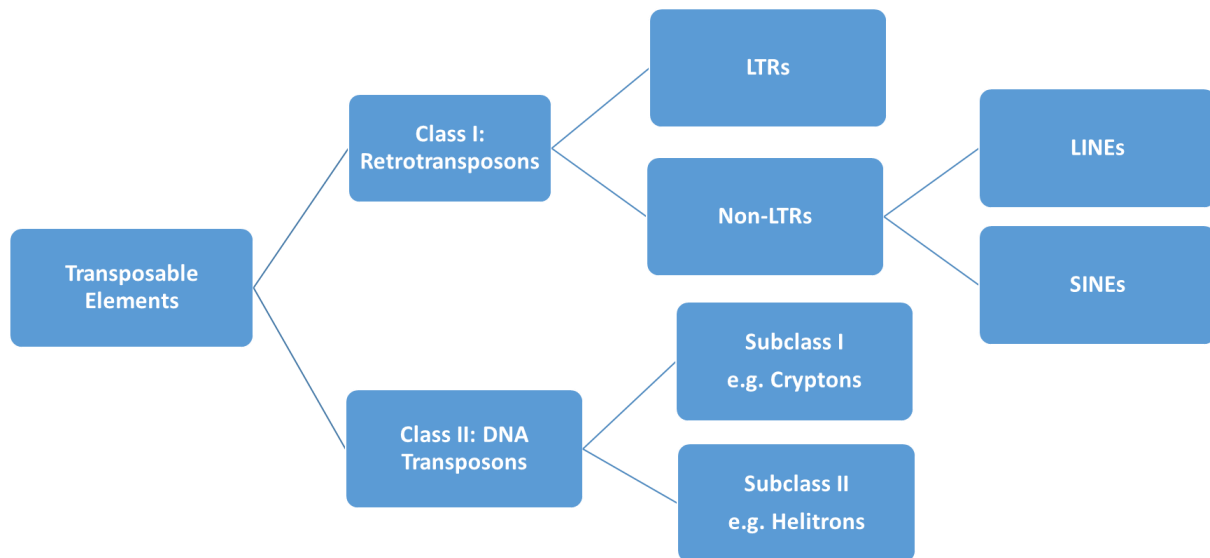 Transposable
Elements
Class I:
Retrotransposons
LTRs
Non-LTRs
LINEs
SINEs
Class II: DNA
Transposons
Subclass I
e.g. Cryptons
Subclass II
e.g. Helitrons